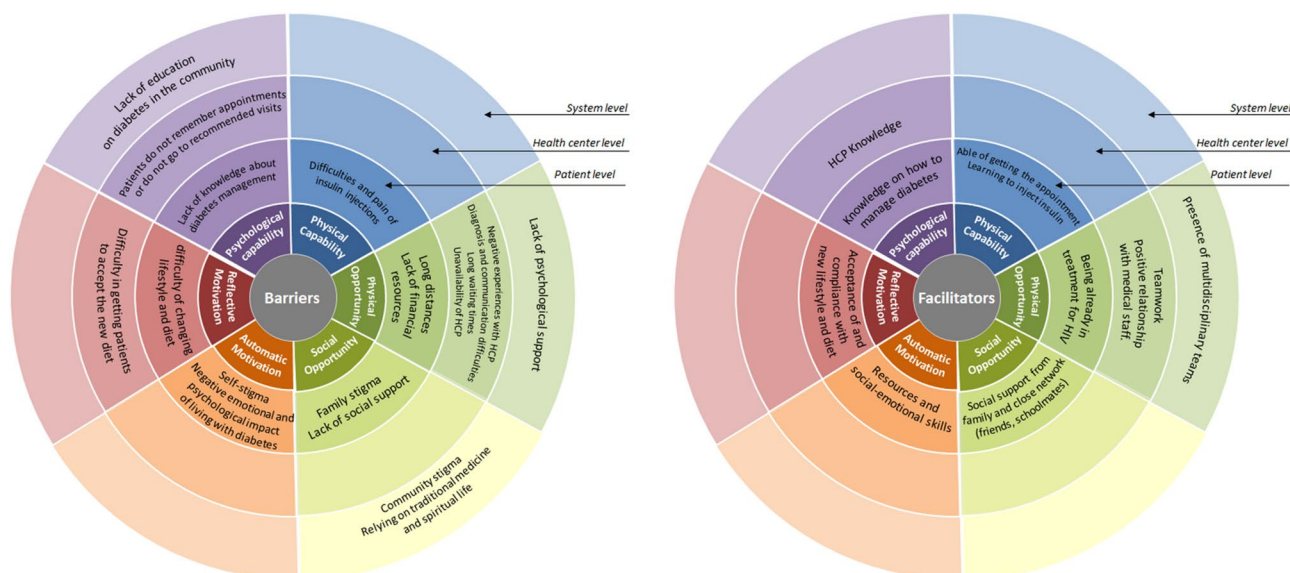 Lack of education
on diabetes in the community
Patients do not remember appointments
or do not go to recommended visits
Lack of knowledge about
diabetes management
Psychological
capability
Physical
Capability
Difficulties and pain of
insulin injections
System level
Health center level
Patient level
Lack of psychological support
Negative experiences with HCP
Diagnosis and communication difficulties
Long waiting times
Unavailability of HCP
Long distances
Lack of financial
resources
Physical
Opportunity
Barriers
Reflective
Motivation
difficulty of changing
lifestyle and diet
Difficulty in getting patients
to accept the new diet
Automatic
Motivation
Self-stigma
Negative emotional and
psychological impact
of living with diabetes
Social
Opportunity
Family stigma
Lack of social support
Community stigma
Relying on traditional medicine
and spiritual life
HCP Knowledge
Knowledge on how to
manage diabetes
Psychological
capability
Physical
Capability
Able of getting the appointment
Learning to inject insulin
System level
Health center level
Patient level
Presence of multidisciplinary teams
Teamwork
Positive relationship
with medical staff.
Being already in
treatment for HIV
Physical
Opportunity
Facilitators
Reflective
Motivation
Acceptance of and
compliance with
new lifestyle and diet
Automatic
Motivation
Resources and
social-emotional skills
Social
Opportunity
Social support from
family and close network
(friends, schoolmates)